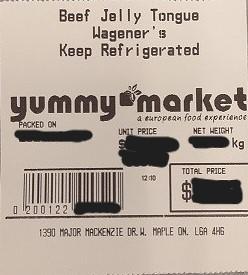 Beef Jelly Tongue
Wagener's
Keep Refrigerated
yummy market
a european food experience
PACKED ON
UNIT PRICE
NET WEIGHT
$
kg
12:10
TOTAL PRICE
$
0 200122
1390 MAJOR MACKENZIE DR.W. MAPLE ON. L6A 4H6